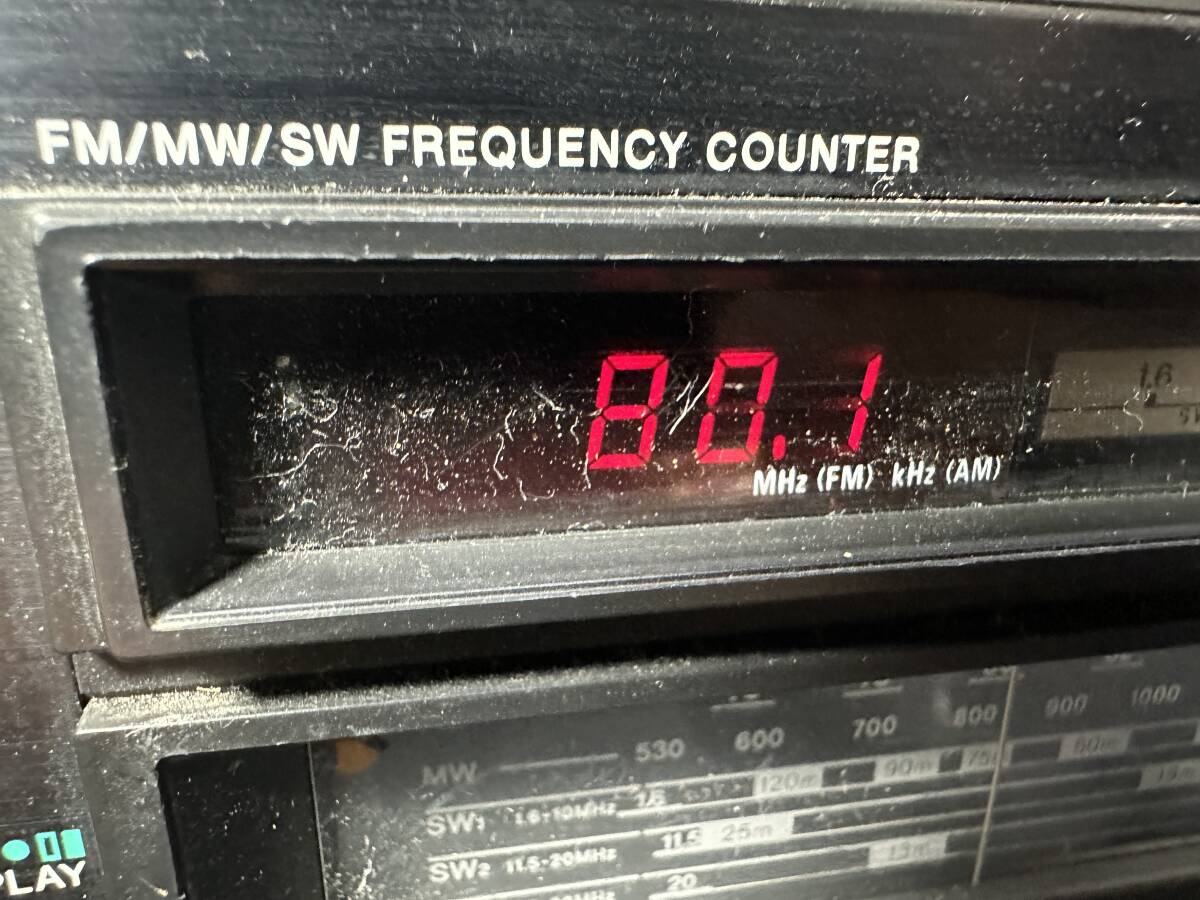 FM/MW/SW FREQUENCY COUNTER
80.1
MHz (FM) kHz (AM)
1.6
MW 530 600 700 800 900 1000
120m 90m 75 60m
SW1 1.6-10MHz 1.6
11.5 25m
SW2 11.5-20MHz
20
PLAY